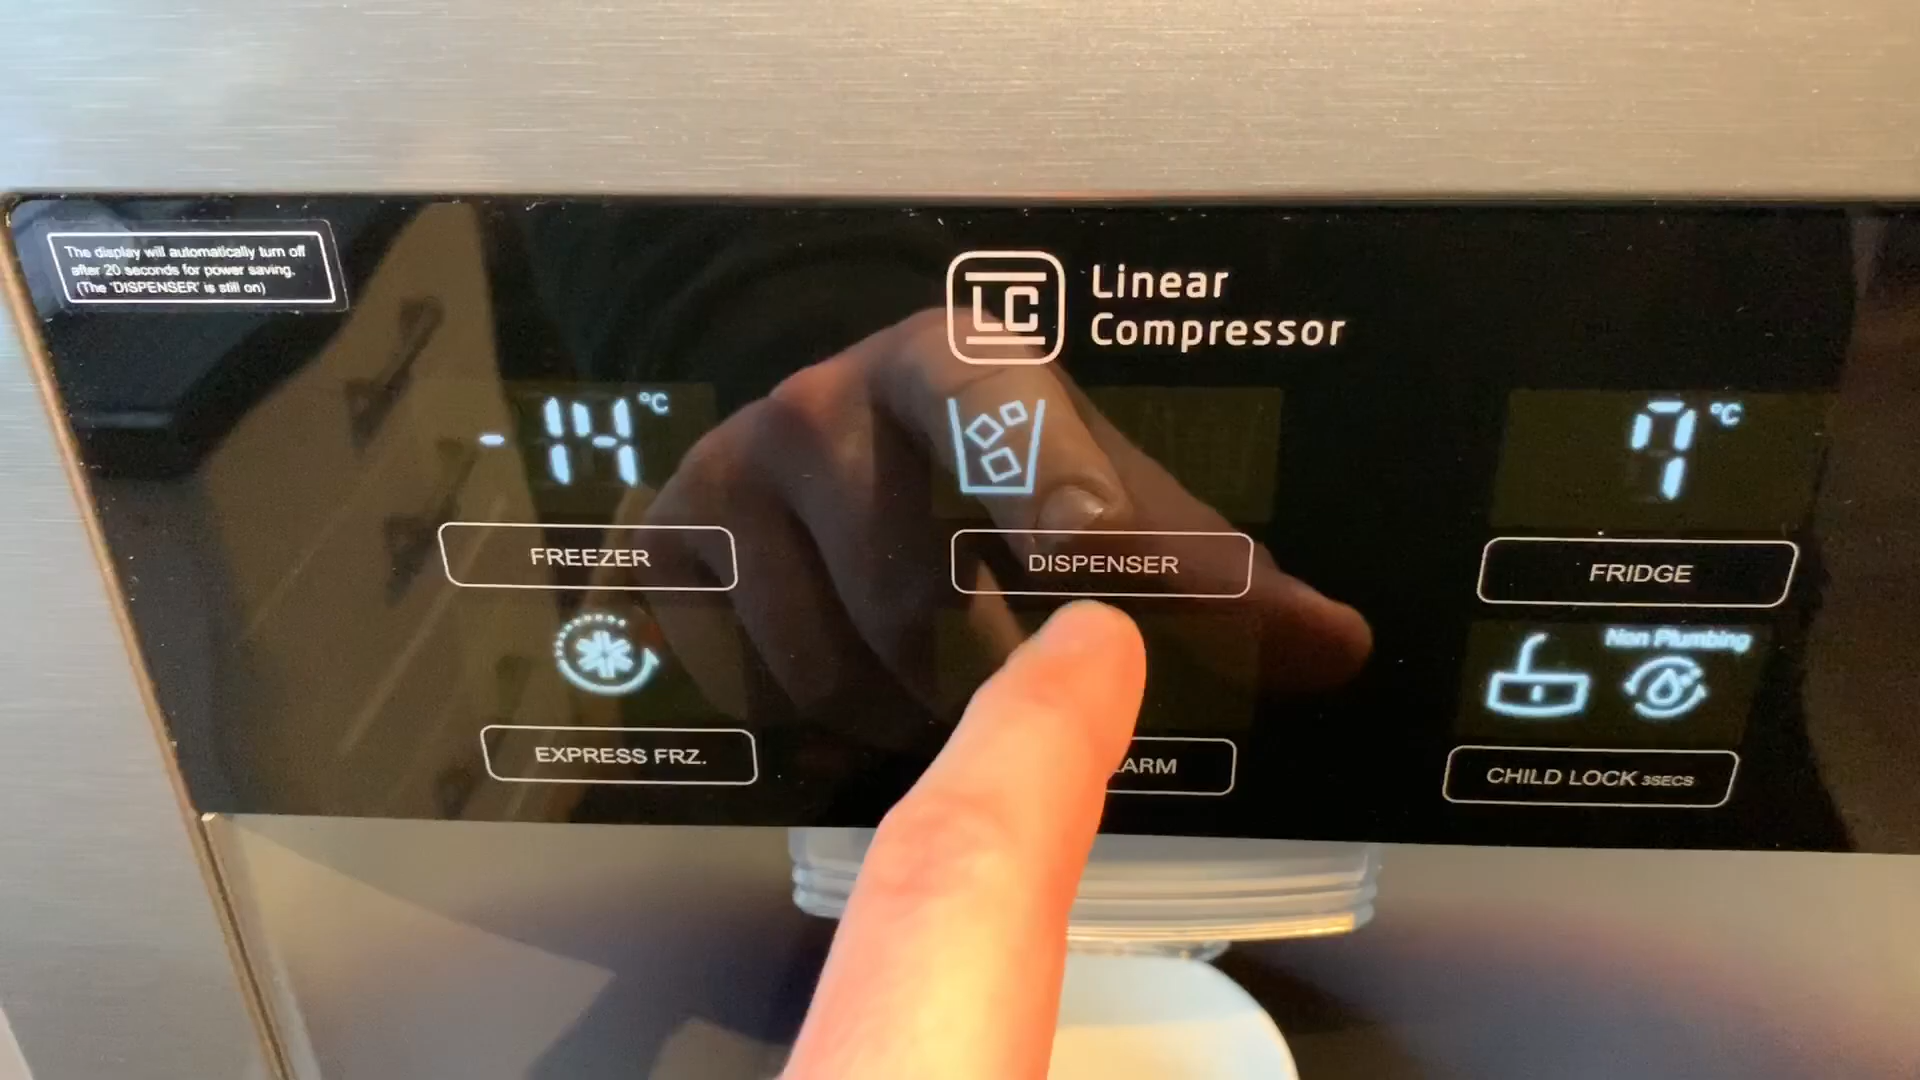 The display will automatically turn off
after 20 seconds for power saving.
(The 'DISPENSER' is still on)
LC
Linear
Compressor
-14 °C
7 °C
FREEZER
DISPENSER
FRIDGE
Non Plumbing
EXPRESS FRZ.
ARM
CHILD LOCK 3SECS